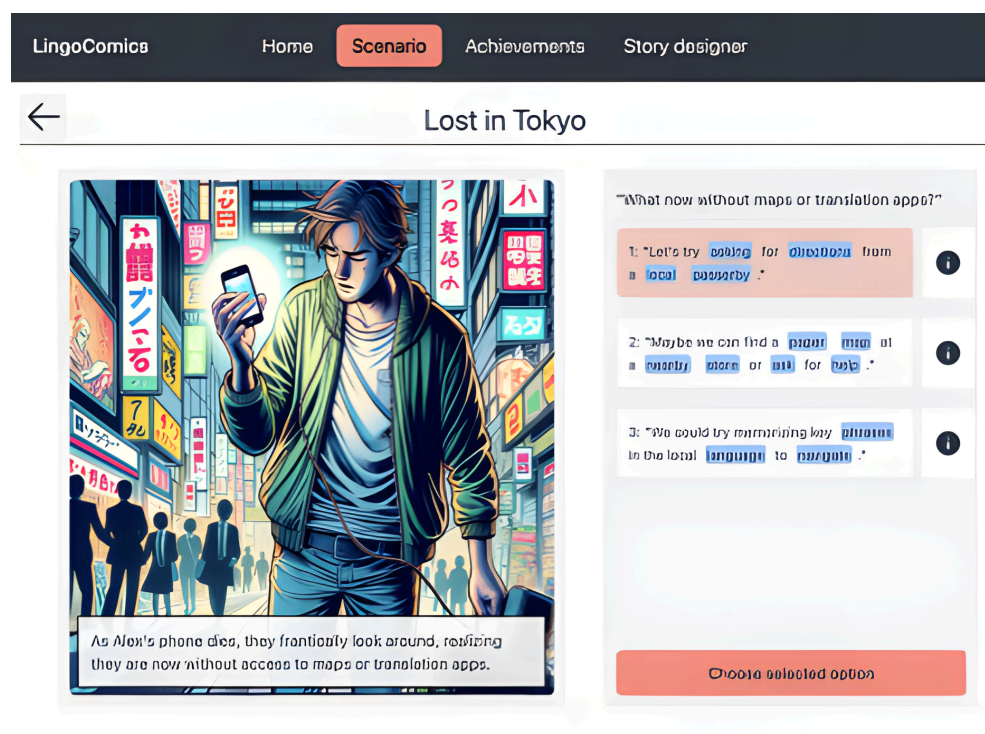 LingoComics
Home Scenario Achievements Story designer
Lost in Tokyo
"What now without maps or translation apps?"
1: "Let's try asking for directions from
a local passerby ."
2: "Maybe we can find a paper map at
a nearby store or ask for help ."
3: "We could try memorizing key phrases
in the local language to navigate ."
As Alex's phone dies, they frantically look around, realizing
they are now without access to maps or translation apps.
Choose selected option